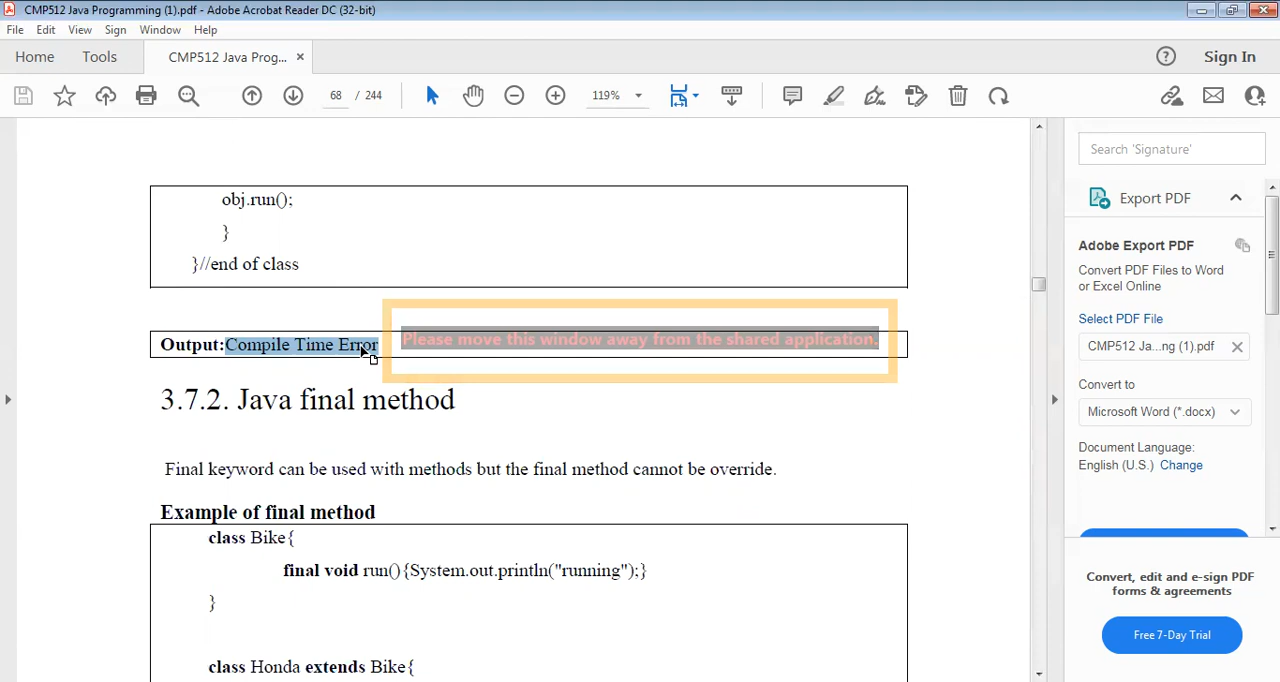 CMP512 Java Programming (1).pdf - Adobe Acrobat Reader DC (32-bit)
File Edit View Sign Window Help
Home Tools CMP512 Java Prog... × Sign In
68 / 244 119%
obj.run();
}
}//end of class
Please move this window away from the shared application.
Output:Compile Time Error
3.7.2. Java final method
Final keyword can be used with methods but the final method cannot be override.
Example of final method
class Bike{
final void run(){System.out.println("running");}
}
class Honda extends Bike{
Search 'Signature'
Export PDF
Adobe Export PDF
Convert PDF Files to Word
or Excel Online
Select PDF File
CMP512 Ja...ng (1).pdf ×
Convert to
Microsoft Word (*.docx)
Document Language:
English (U.S.) Change
Convert, edit and e-sign PDF
forms & agreements
Free 7-Day Trial